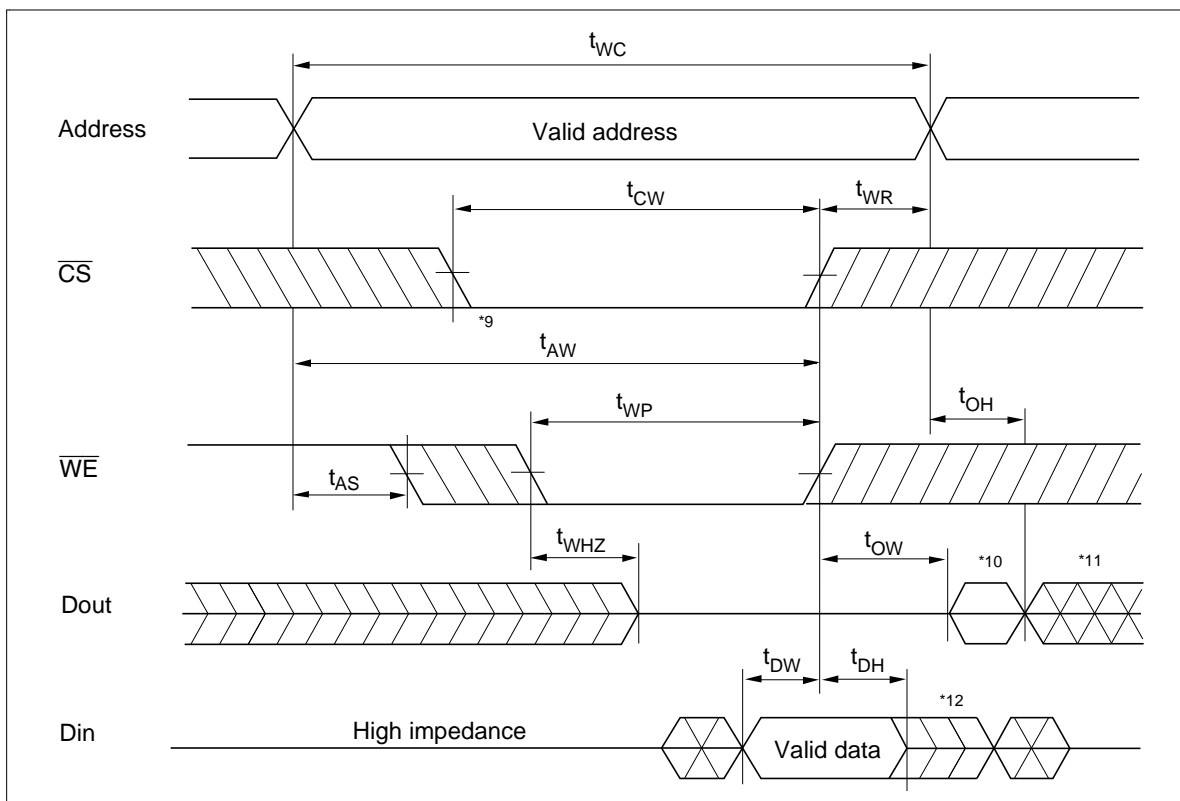 tWC
Address
Valid address
tCW
tWR
CS
*9
tAW
tWP
tOH
WE
tAS
tWHZ
tOW
*10
*11
Dout
tDW
tDH
*12
Din
High impedance
Valid data